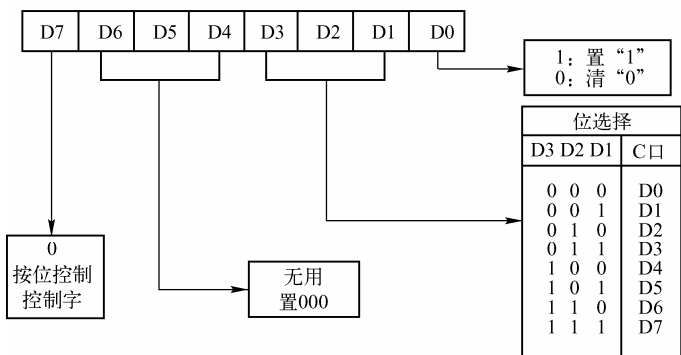 D7 D6 D5 D4 D3 D2 D1 D0
1：置“1”
0：清“0”
位选择
D3 D2 D1 C口
0 0 0 D0
0 0 1 D1
0 1 0 D2
0 1 1 D3
1 0 0 D4
1 0 1 D5
1 1 0 D6
1 1 1 D7
0
按位控制
控制字
无用
置000